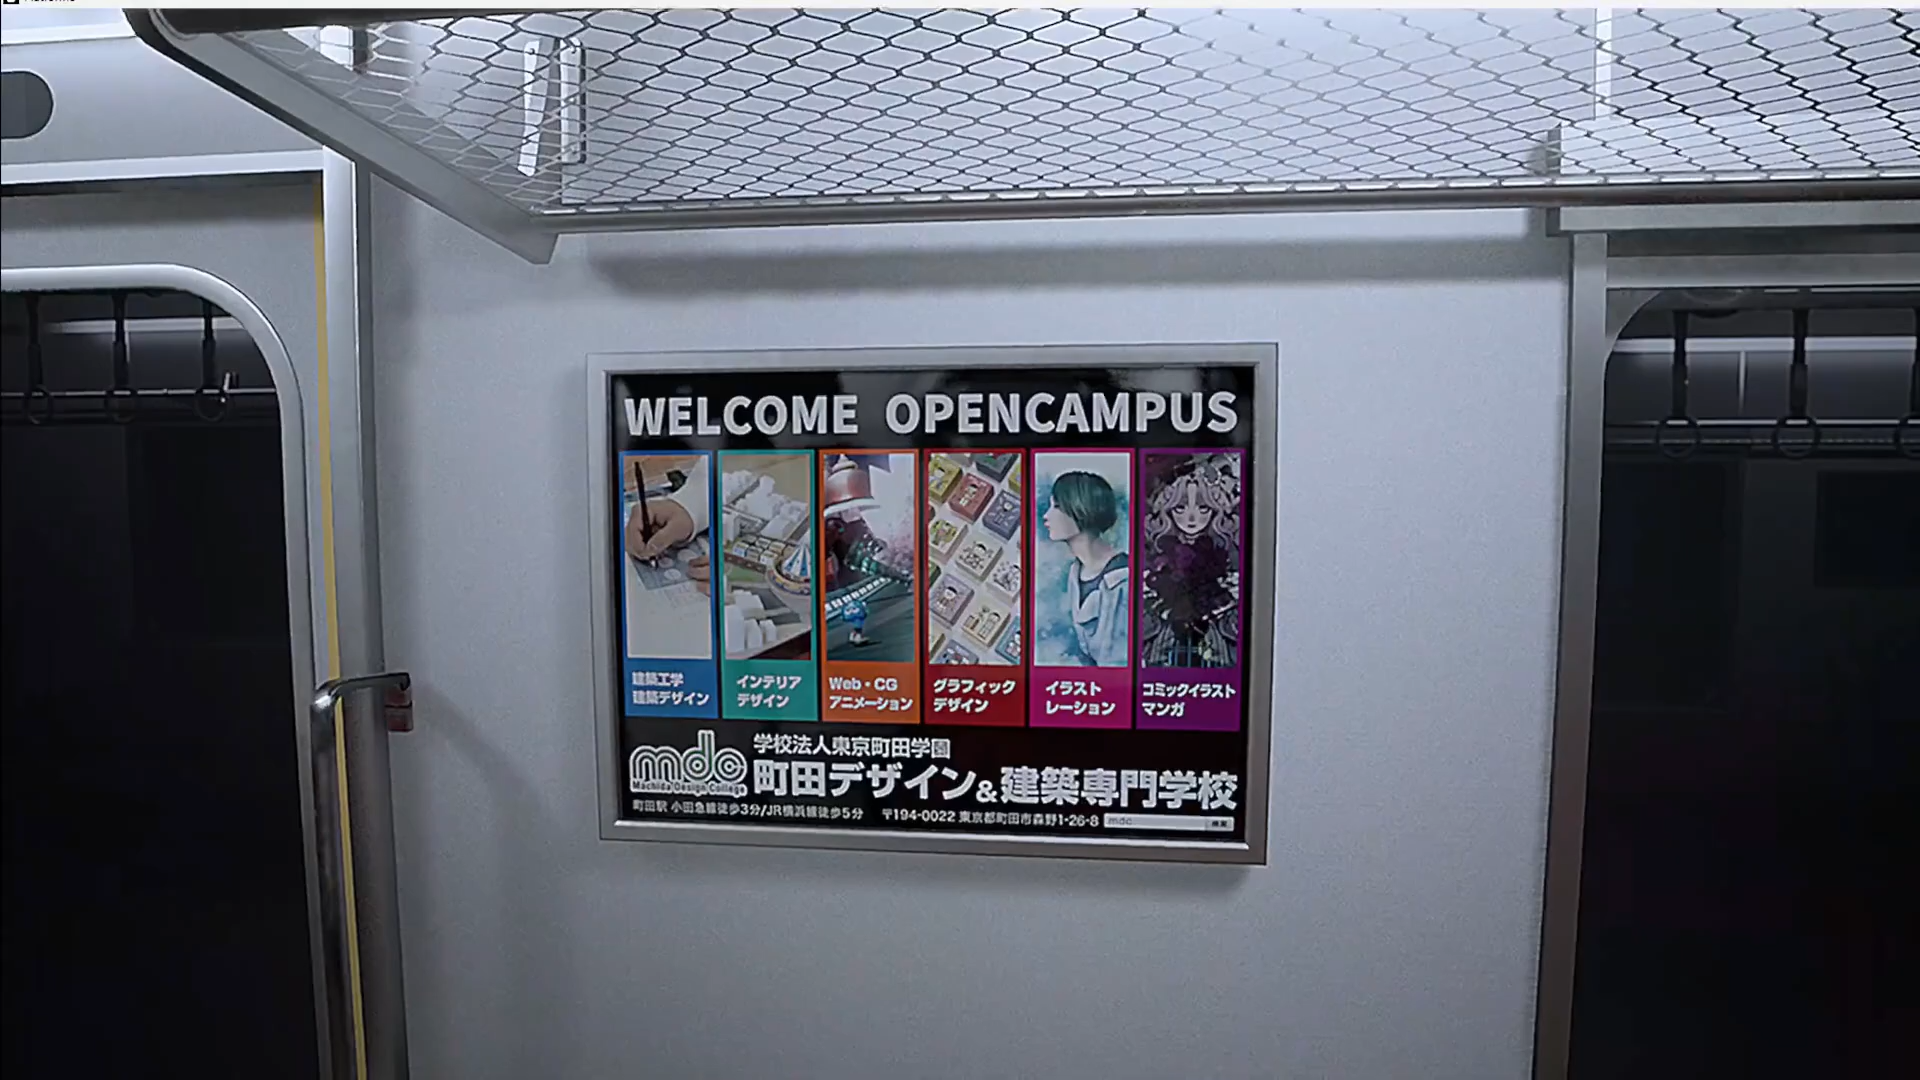 WELCOME OPENCAMPUS
建築工学
建築デザイン
インテリア
デザイン
Web・CG
アニメーション
グラフィック
デザイン
イラスト
レーション
コミックイラスト
マンガ
mdc
Machida Design College
学校法人東京町田学園
町田デザイン&建築専門学校
町田駅 小田急線徒歩3分/JR横浜線徒歩5分 〒194-0022 東京都町田市森野1-26-8 mdc 検索